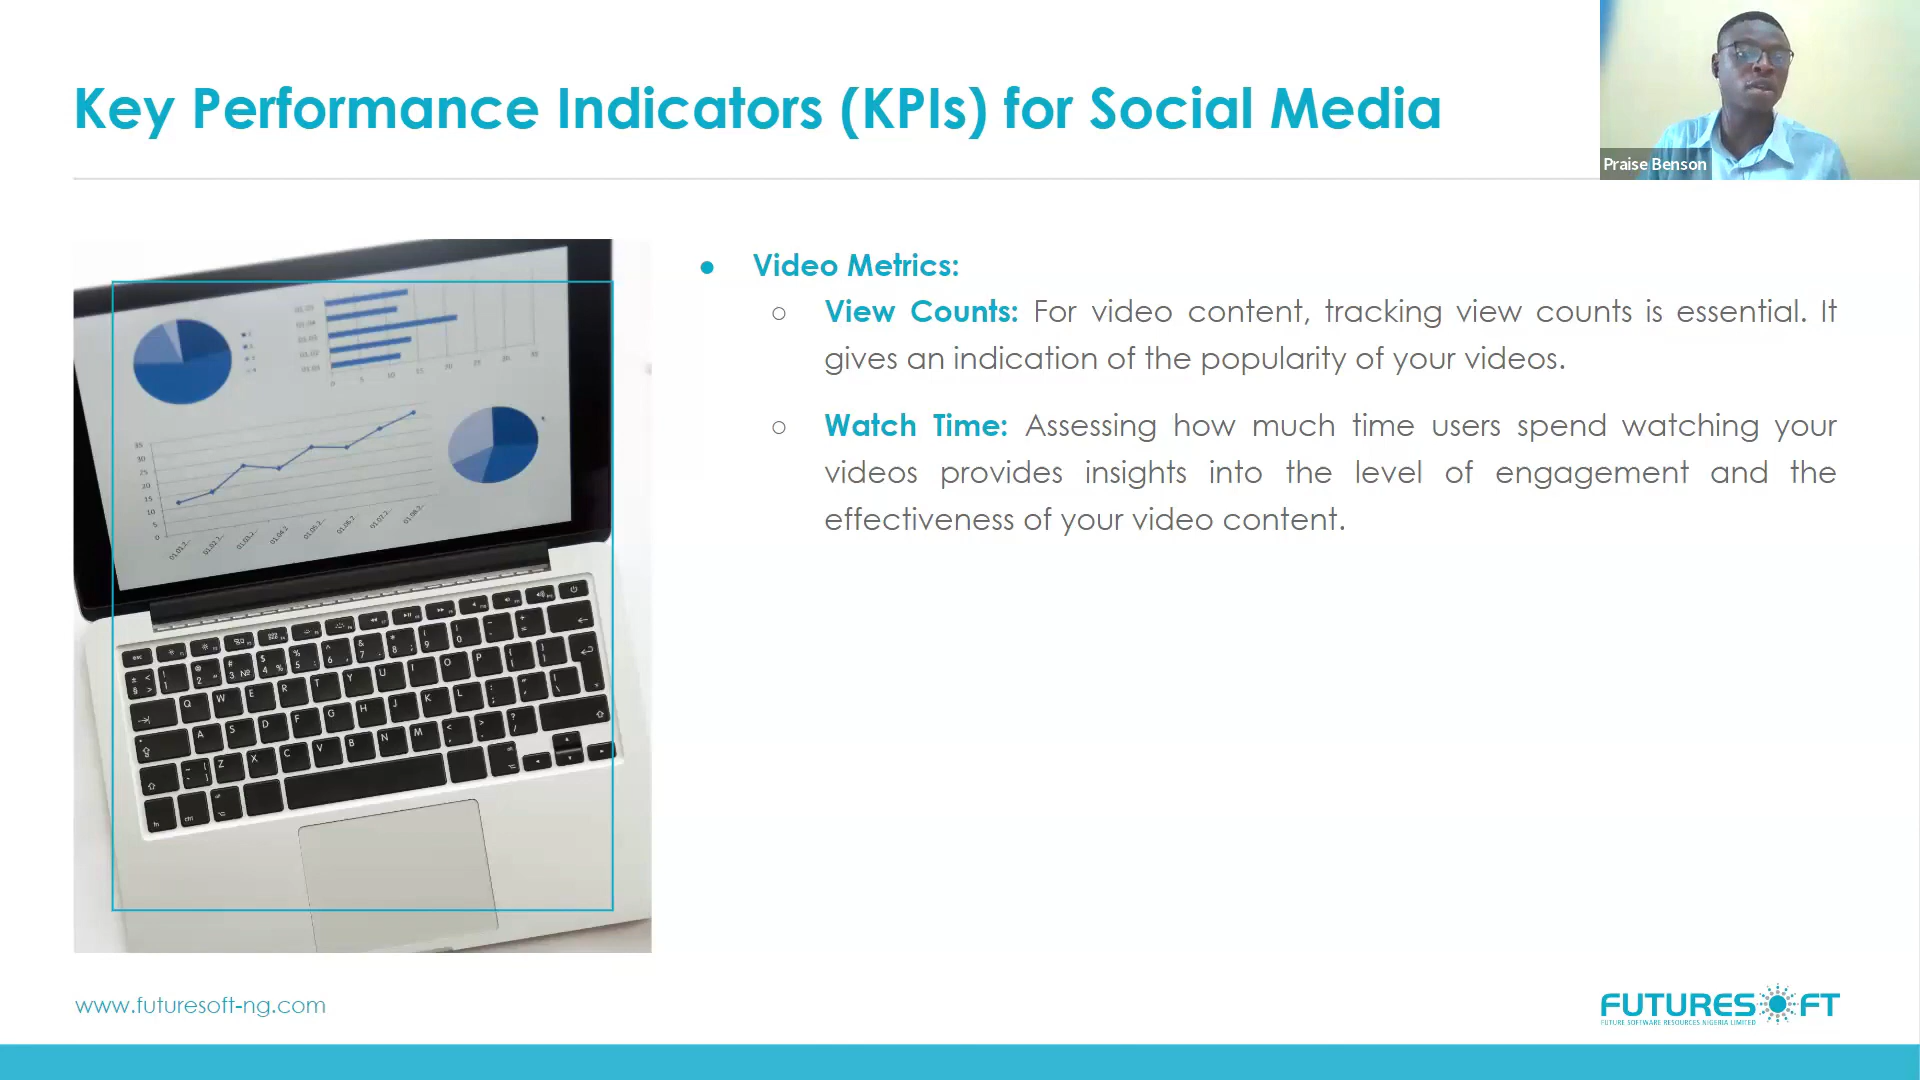 Key Performance Indicators (KPIs) for Social Media
Praise Benson
● Video Metrics:
○ View Counts: For video content, tracking view counts is essential. It
gives an indication of the popularity of your videos.
○ Watch Time: Assessing how much time users spend watching your
videos provides insights into the level of engagement and the
effectiveness of your video content.
www.futuresoft-ng.com
FUTURESOFT
FUTURE SOFTWARE RESOURCES NIGERIA LIMITED